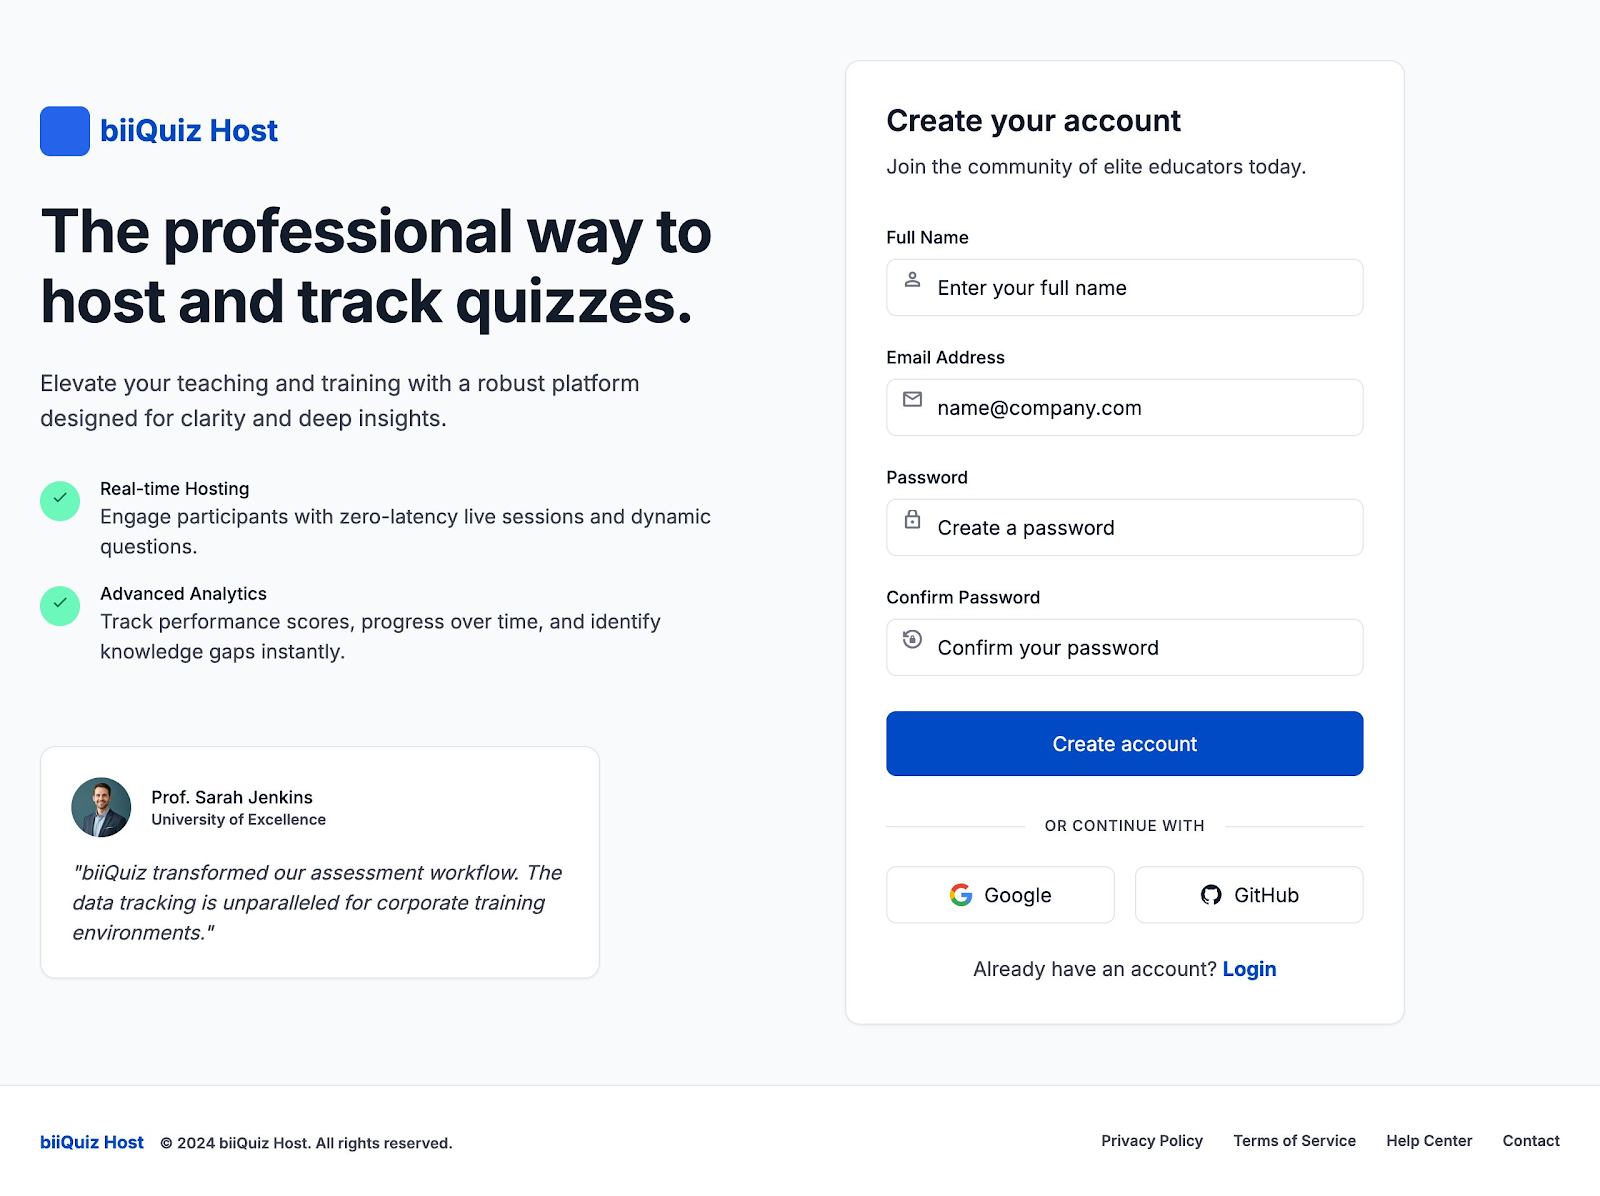 biiQuiz Host
The professional way to
host and track quizzes.
Elevate your teaching and training with a robust platform
designed for clarity and deep insights.
Real-time Hosting
Engage participants with zero-latency live sessions and dynamic
questions.
Advanced Analytics
Track performance scores, progress over time, and identify
knowledge gaps instantly.
Prof. Sarah Jenkins
University of Excellence
"biiQuiz transformed our assessment workflow. The
data tracking is unparalleled for corporate training
environments."
Create your account
Join the community of elite educators today.
Full Name
Enter your full name
Email Address
name@company.com
Password
Create a password
Confirm Password
Confirm your password
Create account
OR CONTINUE WITH
Google
GitHub
Already have an account? Login
biiQuiz Host © 2024 biiQuiz Host. All rights reserved.
Privacy Policy Terms of Service Help Center Contact